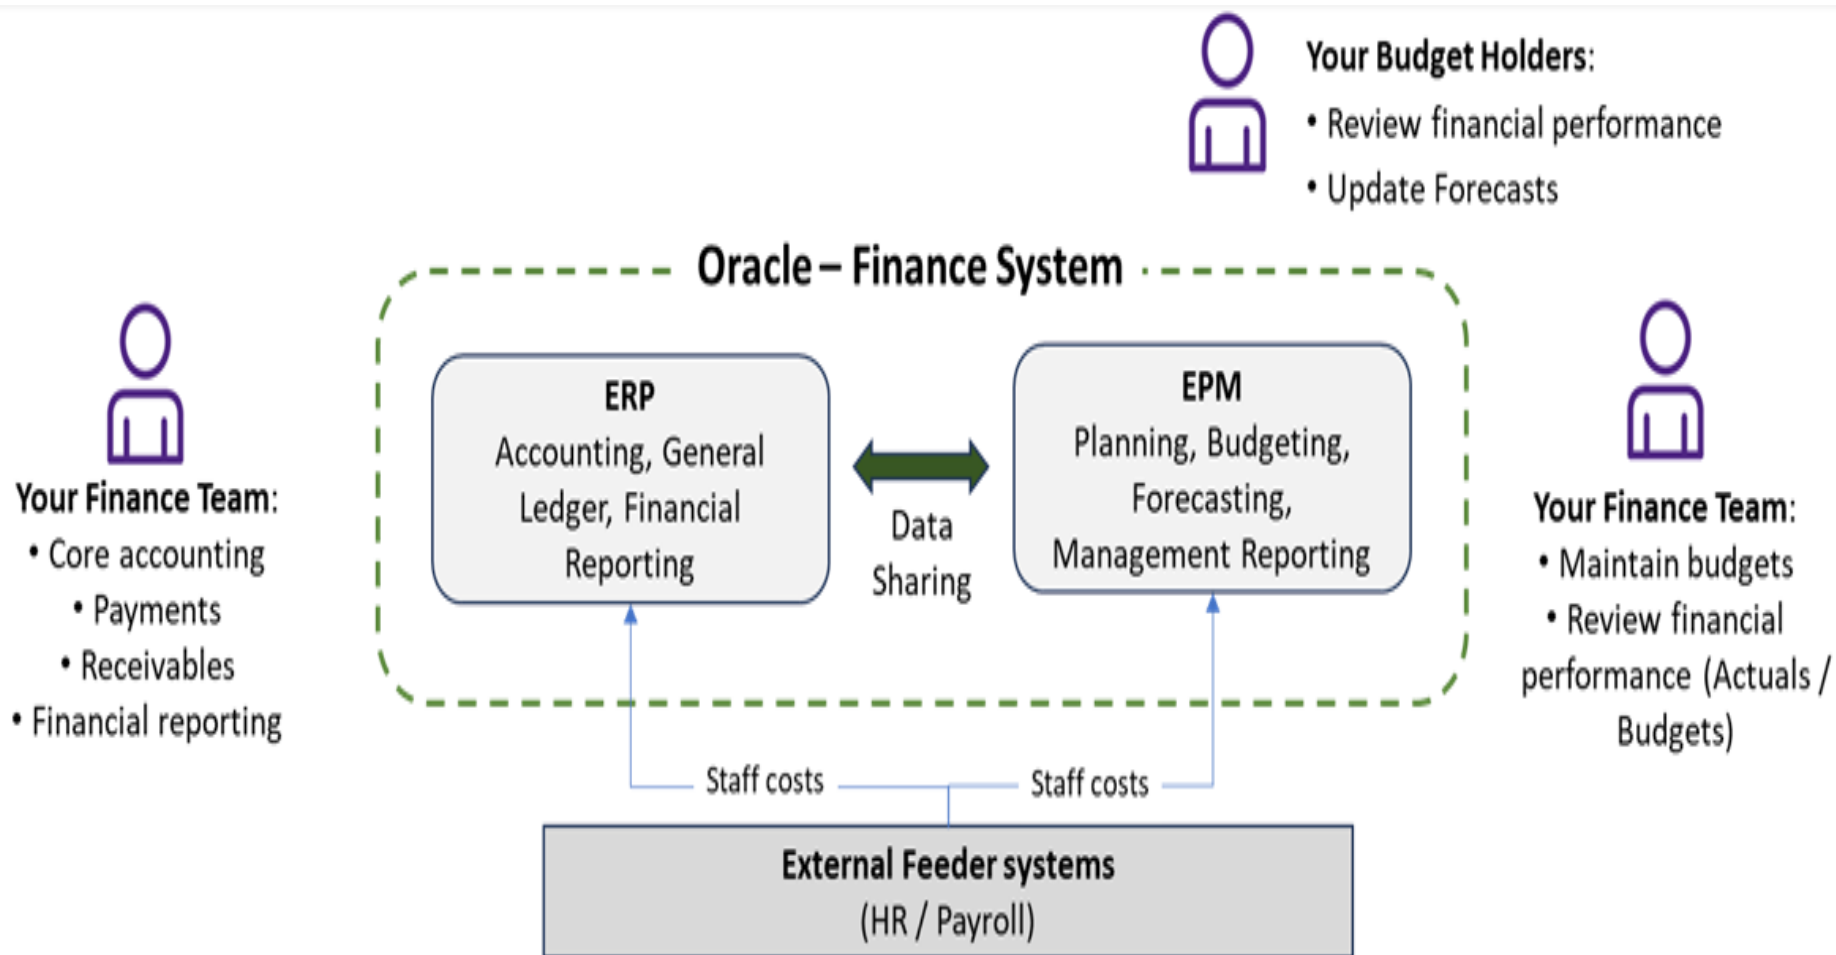 Your Budget Holders:
• Review financial performance
• Update Forecasts
Oracle – Finance System
Your Finance Team:
• Core accounting
• Payments
• Receivables
• Financial reporting
ERP
Accounting, General
Ledger, Financial
Reporting
Data
Sharing
EPM
Planning, Budgeting,
Forecasting,
Management Reporting
Your Finance Team:
• Maintain budgets
• Review financial
performance (Actuals /
Budgets)
Staff costs
Staff costs
External Feeder systems
(HR / Payroll)